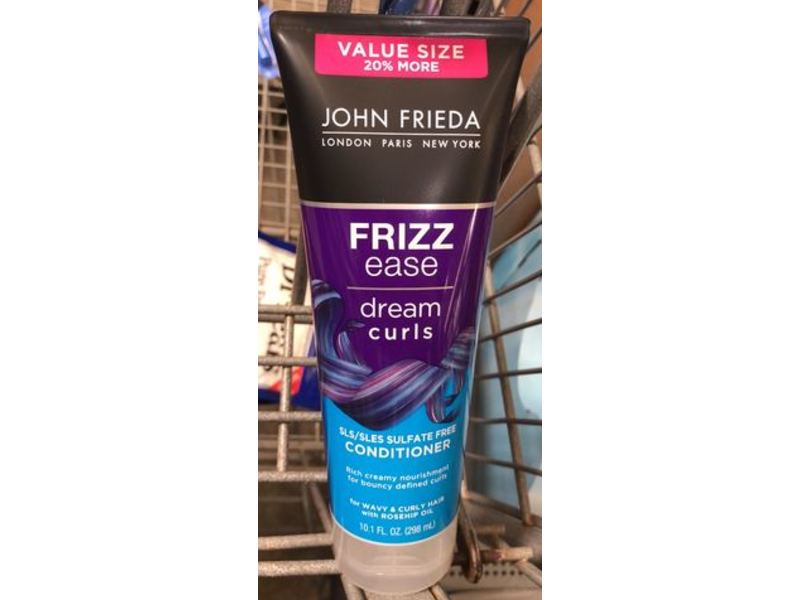 VALUE SIZE
20% MORE
JOHN FRIEDA
LONDON PARIS NEW YORK
FRIZZ
ease
dream
curls
SLS/SLES SULFATE FREE
CONDITIONER
Rich creamy nourishment
for bouncy defined curls
for WAVY & CURLY HAIR
with ROSEHIP OIL
10.1 FL. OZ. (298 mL)